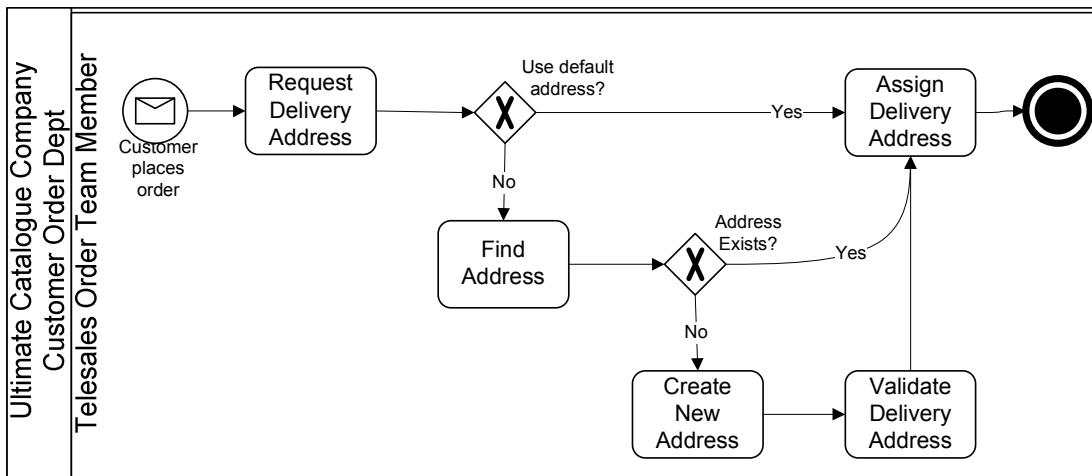 Ultimate Catalogue Company
Customer Order Dept
Telesales Order Team Member
Customer
places
order
Request
Delivery
Address
Use default
address?
Yes
Assign
Delivery
Address
No
Find
Address
Address
Exists?
Yes
No
Create
New
Address
Validate
Delivery
Address